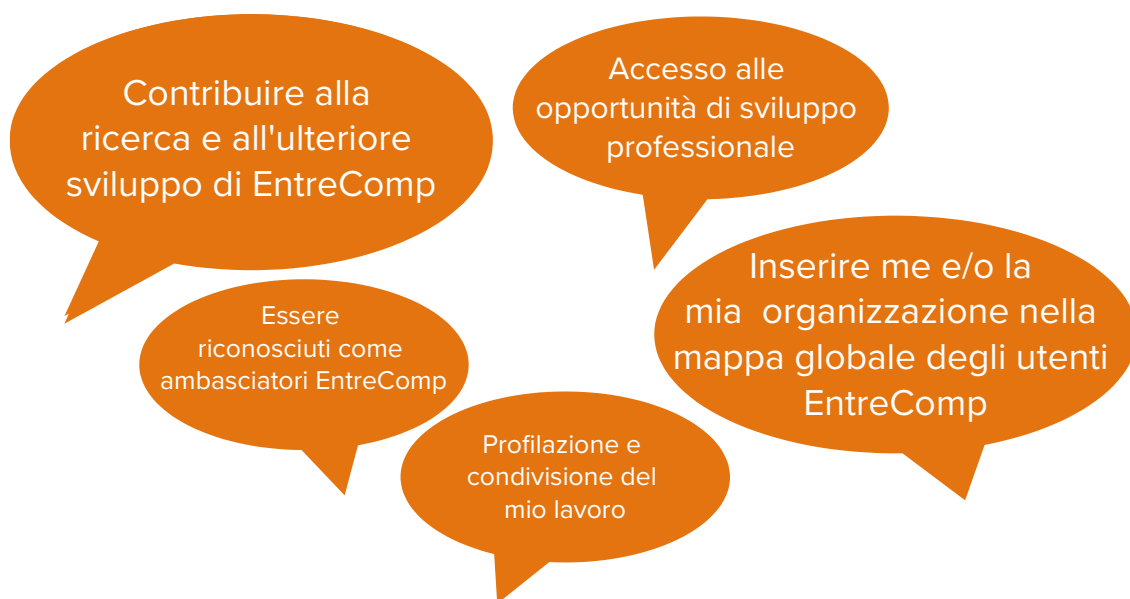 Contribuire alla
ricerca e all'ulteriore
sviluppo di EntreComp
Accesso alle
opportunità di sviluppo
professionale
Inserire me e/o la
mia  organizzazione nella
mappa globale degli utenti
EntreComp
Essere
riconosciuti come
ambasciatori EntreComp
Profilazione e
condivisione del
mio lavoro